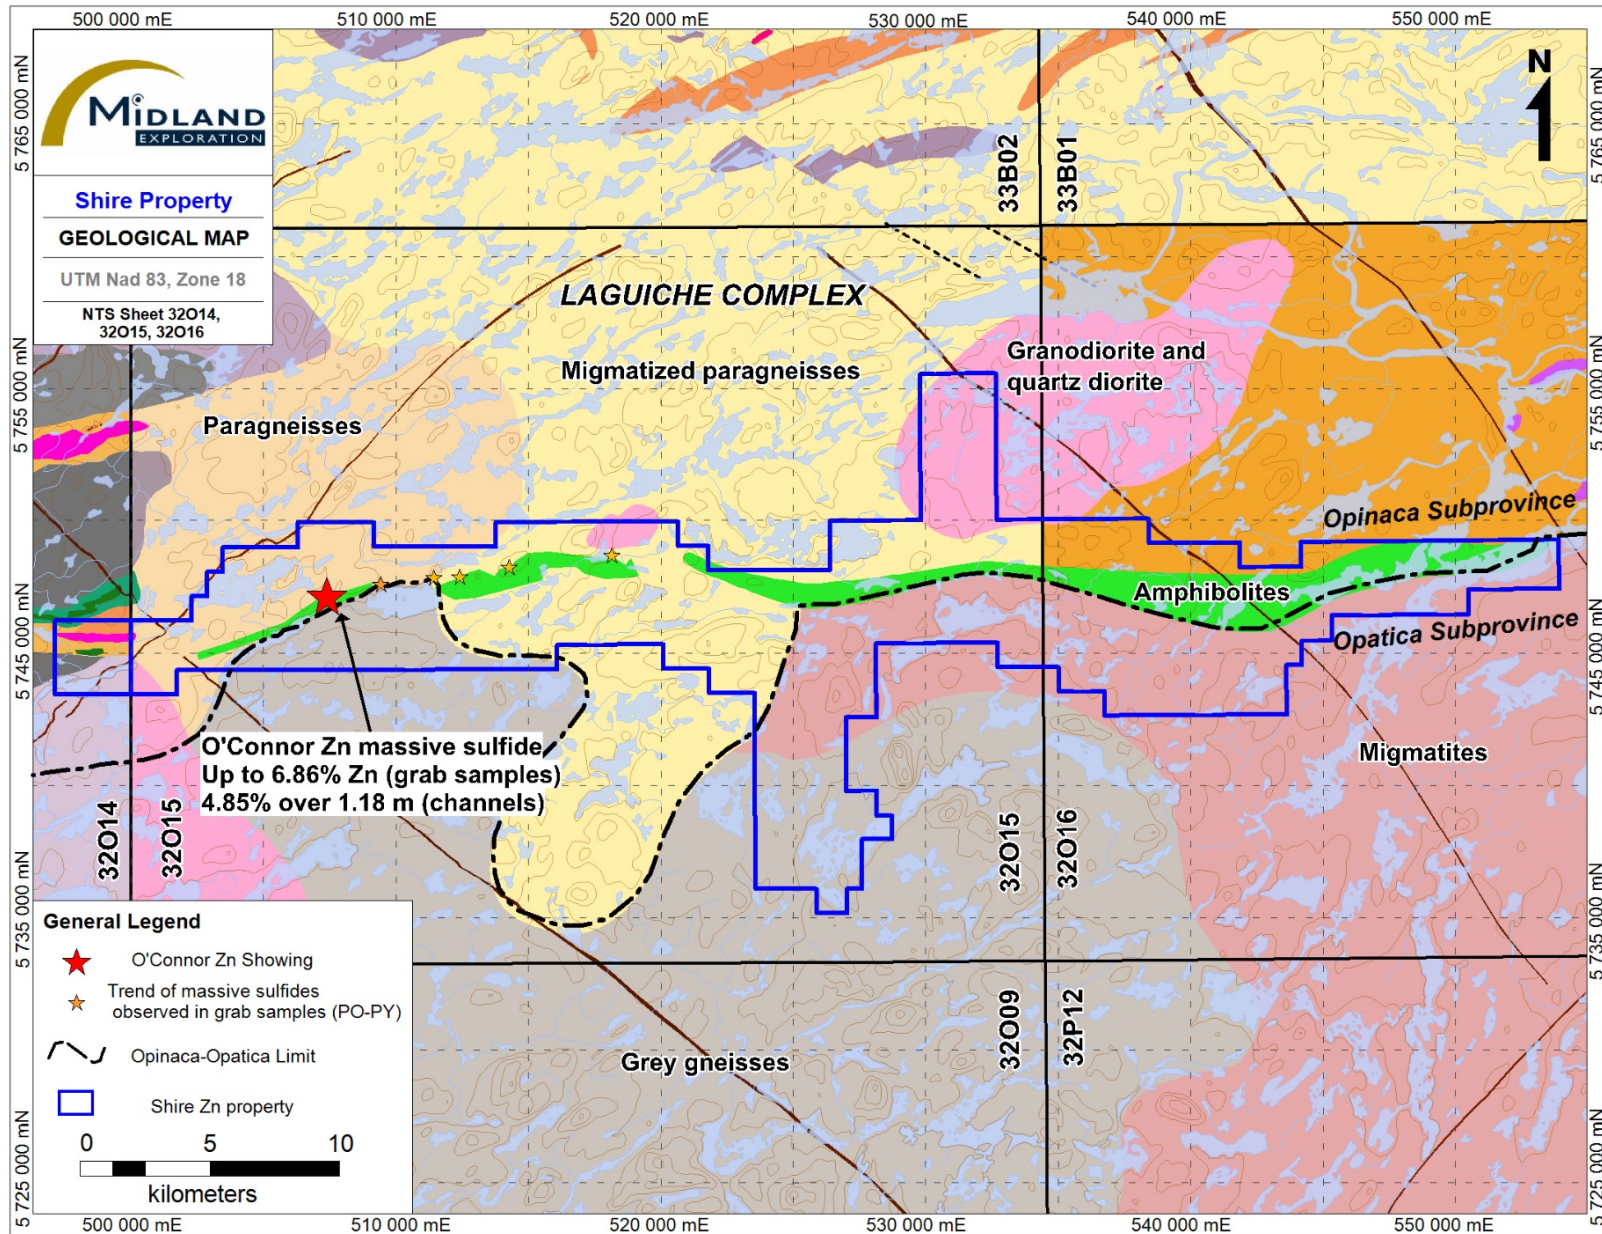 500 000 mE
510 000 mE
520 000 mE
530 000 mE
540 000 mE
550 000 mE
MIDLAND
EXPLORATION
Shire Property
GEOLOGICAL MAP
UTM Nad 83, Zone 18
NTS Sheet 32O14,
32O15, 32O16
N
5 765 000 mN
5 765 000 mN
33B02
33B01
LAGUICHE COMPLEX
Migmatized paragneisses
Granodiorite and
quartz diorite
5 755 000 mN
5 755 000 mN
Paragneisses
Opinaca Subprovince
Amphibolites
Opatica Subprovince
5 745 000 mN
5 745 000 mN
O'Connor Zn massive sulfide
Up to 6.86% Zn (grab samples)
4.85% over 1.18 m (channels)
Migmatites
32O14
32O15
32O15
32O16
5 735 000 mN
5 735 000 mN
General Legend
O'Connor Zn Showing
Trend of massive sulfides
observed in grab samples (PO-PY)
Opinaca-Opatica Limit
Shire Zn property
0 5 10
kilometers
32O09
32P12
Grey gneisses
5 725 000 mN
5 725 000 mN
500 000 mE
510 000 mE
520 000 mE
530 000 mE
540 000 mE
550 000 mE